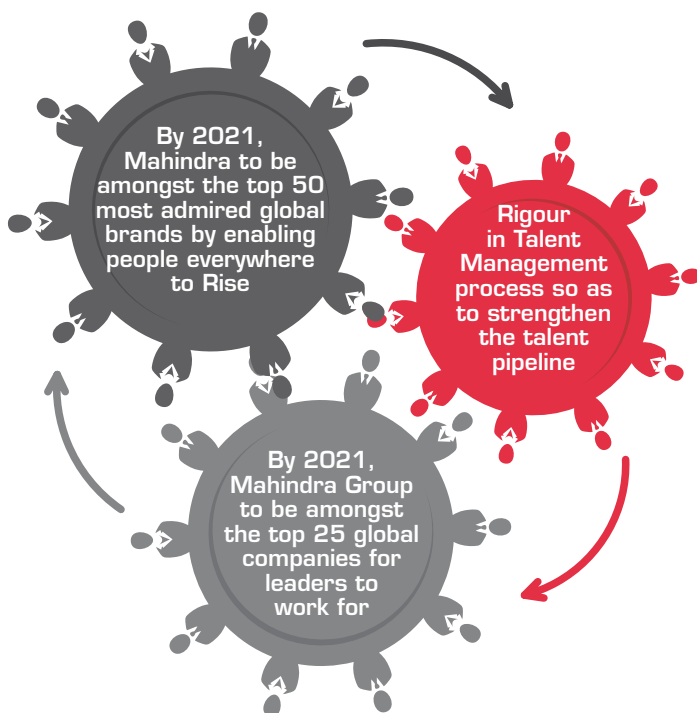 By 2021,
Mahindra to be
amongst the top 50
most admired global
brands by enabling
people everywhere
to Rise
Rigour
in Talent
Management
process so as
to strengthen
the talent
pipeline
By 2021,
Mahindra Group
to be amongst
the top 25 global
companies for
leaders to
work for